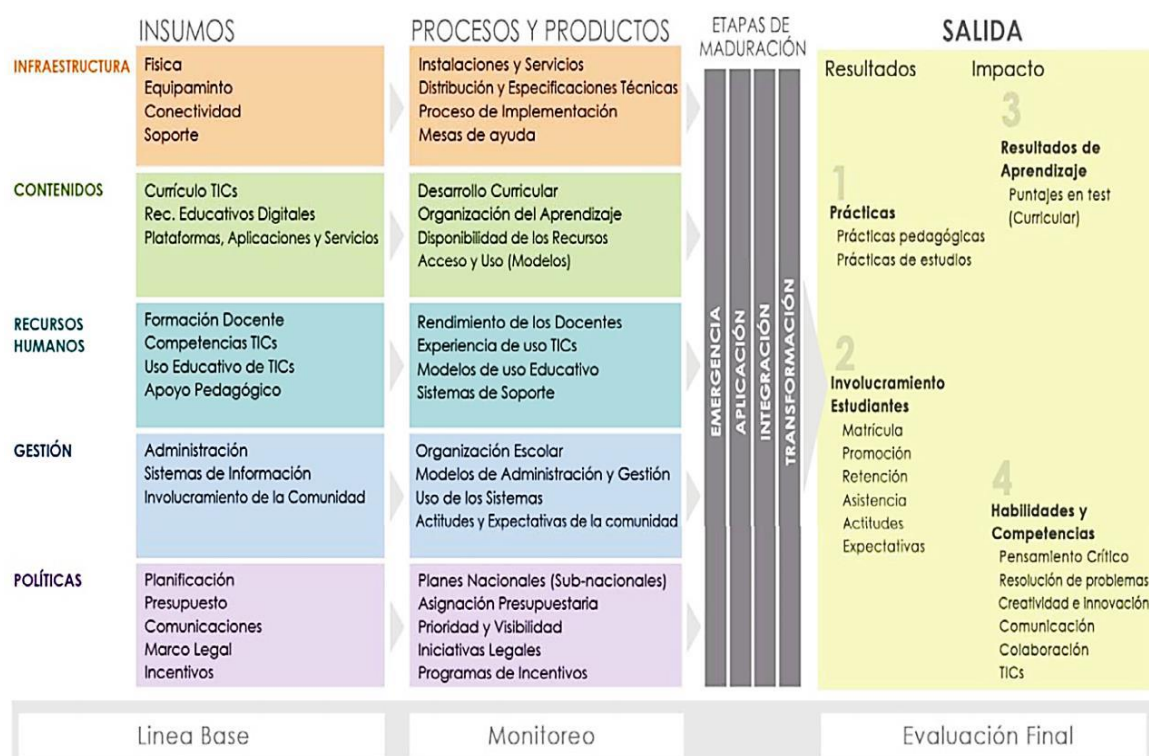 INSUMOS
PROCESOS Y PRODUCTOS
ETAPAS DE
MADURACIÓN
SALIDA
INFRAESTRUCTURA
Fisica
Equipaminto
Conectividad
Soporte
Instalaciones y Servicios
Distribución y Especificaciones Técnicas
Proceso de Implementación
Mesas de ayuda
CONTENIDOS
Currículo TICs
Rec. Educativos Digitales
Plataformas, Aplicaciones y Servicios
Desarrollo Curricular
Organización del Aprendizaje
Disponibilidad de los Recursos
Acceso y Uso (Modelos)
RECURSOS
HUMANOS
Formación Docente
Competencias TICs
Uso Educativo de TICs
Apoyo Pedagógico
Rendimiento de los Docentes
Experiencia de uso TICs
Modelos de uso Educativo
Sistemas de Soporte
GESTIÓN
Administración
Sistemas de Información
Involucramiento de la Comunidad
Organización Escolar
Modelos de Administración y Gestión
Uso de los Sistemas
Actitudes y Expectativas de la comunidad
POLÍTICAS
Planificación
Presupuesto
Comunicaciones
Marco Legal
Incentivos
Planes Nacionales (Sub-nacionales)
Asignación Presupuestaria
Prioridad y Visibilidad
Iniciativas Legales
Programas de Incentivos
EMERGENCIA
APLICACIÓN
INTEGRACIÓN
TRANSFORMACIÓN
Resultados
1
Prácticas
Prácticas pedagógicas
Prácticas de estudios
2
Involucramiento
Estudiantes
Matrícula
Promoción
Retención
Asistencia
Actitudes
Expectativas
Impacto
3
Resultados de
Aprendizaje
Puntajes en test
(Curricular)
4
Habilidades y
Competencias
Pensamiento Crítico
Resolución de problemas
Creatividad e Innovación
Comunicación
Colaboración
TICs
Linea Base
Monitoreo
Evaluación Final